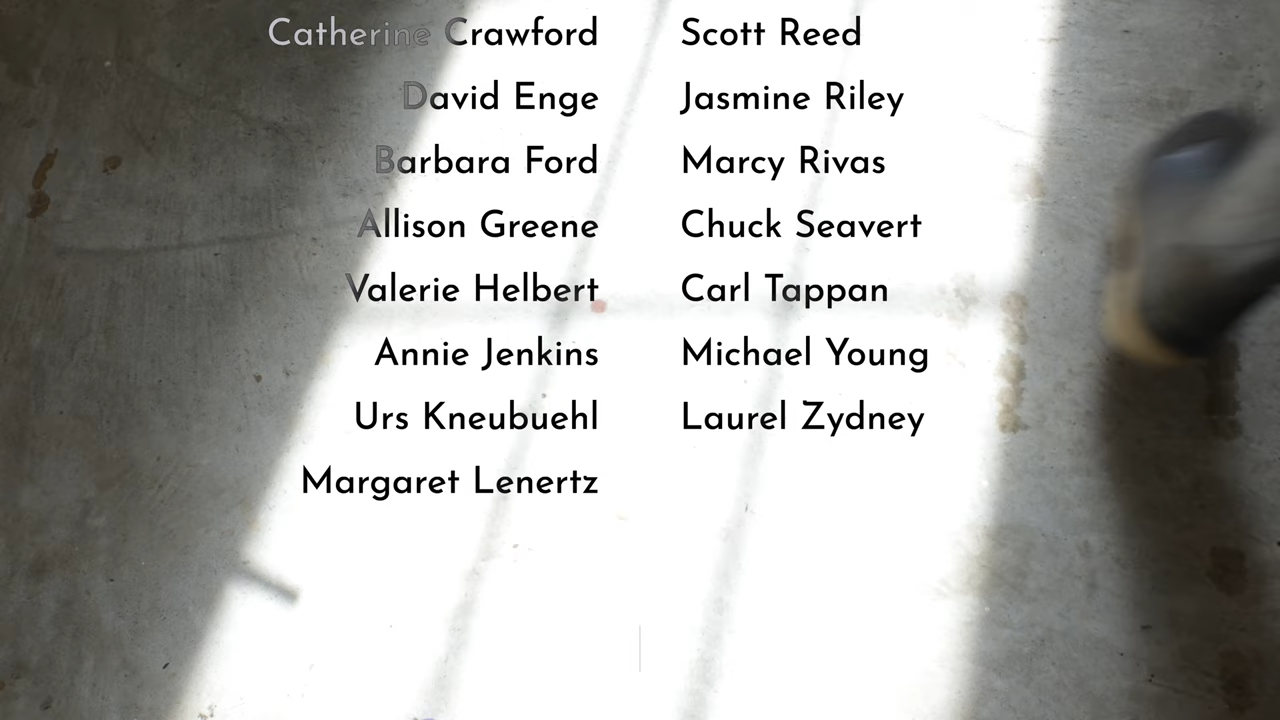 Catherine Crawford
David Enge
Barbara Ford
Allison Greene
Valerie Helbert
Annie Jenkins
Urs Kneubuehl
Margaret Lenertz
Scott Reed
Jasmine Riley
Marcy Rivas
Chuck Seavert
Carl Tappan
Michael Young
Laurel Zydney